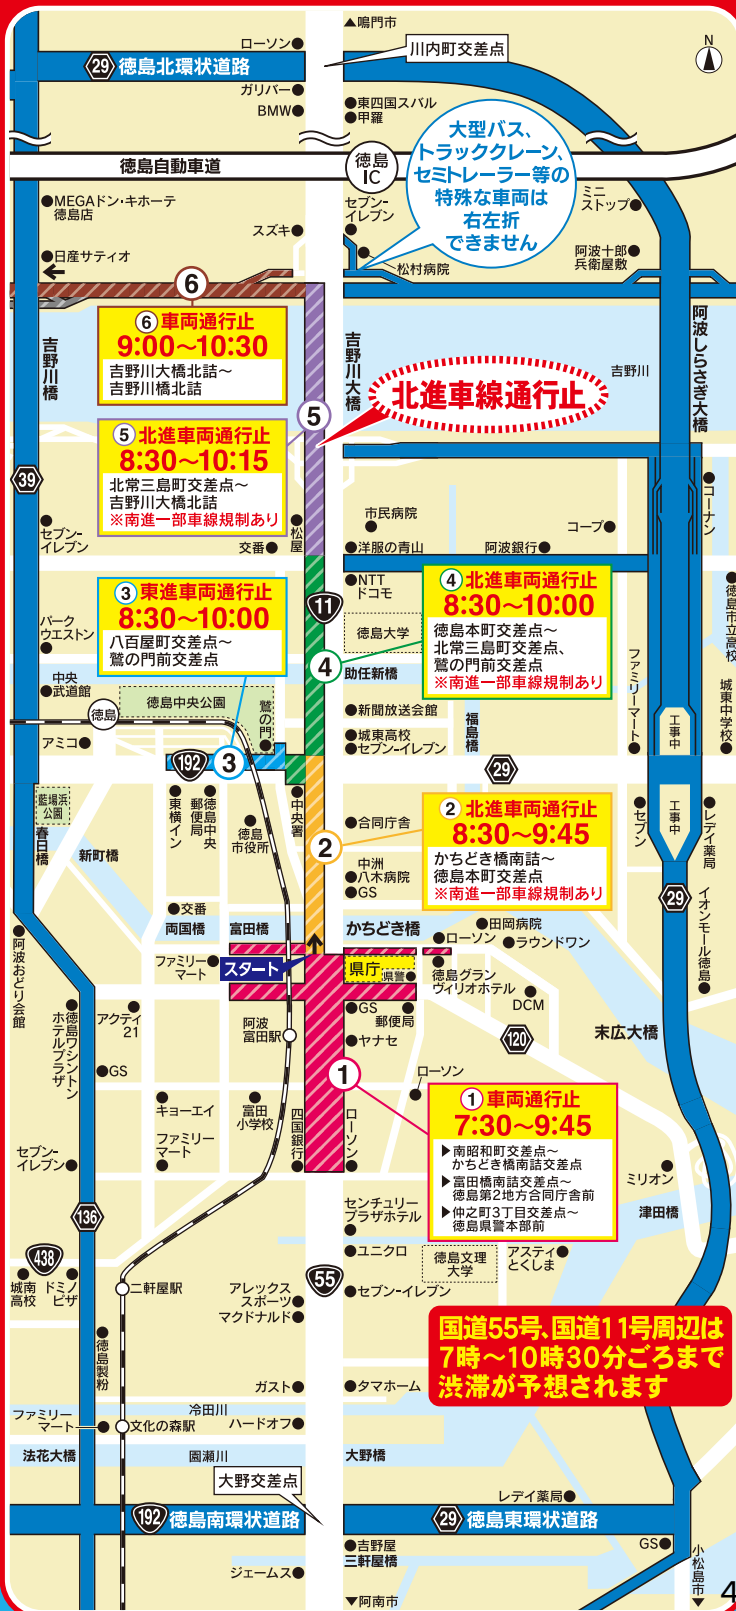 ▲鳴門市
ローソン
川内町交差点
N
29 徳島北環状道路
ガリバー
BMW
東四国スバル
甲羅
大型バス、
トラッククレーン、
セミトレーラー等の
特殊な車両は
右左折
できません
徳島自動車道
徳島
IC
MEGAドン・キホーテ
徳島店
セブン-
イレブン
ミニ
ストップ
スズキ
日産サティオ
松村病院
阿波十郎
兵衛屋敷
6
⑥車両通行止
9:00〜10:30
吉野川大橋北詰〜
吉野川橋北詰
吉野川橋
吉野川大橋
吉野川
阿波しらさぎ大橋
北進車線通行止
5
⑤北進車両通行止
8:30〜10:15
北常三島町交差点〜
吉野川大橋北詰
※南進一部車線規制あり
39
セブン-
イレブン
交番
松屋
市民病院
洋服の青山
阿波銀行
コープ
コーナン
NTT
ドコモ
11
徳島大学
徳島市立高校
③東進車両通行止
8:30〜10:00
八百屋町交差点〜
鷲の門前交差点
④北進車両通行止
8:30〜10:00
徳島本町交差点〜
北常三島町交差点、
鷲の門前交差点
※南進一部車線規制あり
パーク
ウエストン
中央
武道館
4
助任新橋
徳島
徳島中央公園
鷲の門
アミコ
新聞放送会館
城東高校
セブン-イレブン
福島橋
ファミリーマート
工事中
城東中学校
192
3
29
藍場浜
公園
春日橋
新町橋
東横イン
徳島中央
郵便局
徳島
市役所
中央署
合同庁舎
2
中洲
八木病院
GS
②北進車両通行止
8:30〜9:45
かちどき橋南詰〜
徳島本町交差点
※南進一部車線規制あり
セブン
工事中
レデイ薬局
29
イオンモール徳島
交番
両国橋
富田橋
かちどき橋
田岡病院
ローソン
ラウンドワン
阿波おどり会館
ファミリー
マート
スタート
県庁
県警
徳島グラン
ヴィリオホテル
DCM
徳島ワシントン
ホテルプラザ
アクティ
21
阿波
富田駅
GS
郵便局
ヤナセ
120
末広大橋
GS
1
ローソン
キョーエイ
富田
小学校
ファミリー
マート
四国銀行
ローソン
①車両通行止
7:30〜9:45
▶南昭和町交差点〜
かちどき橋南詰交差点
▶富田橋南詰交差点〜
徳島第2地方合同庁舎前
▶仲之町3丁目交差点〜
徳島県警本部前
セブン-
イレブン
ミリオン
136
センチュリー
プラザホテル
津田橋
438
ユニクロ
徳島文理
大学
アスティ
とくしま
城南
高校
ドミノ
ピザ
二軒屋駅
アレックス
スポーツ
マクドナルド
55
セブン-イレブン
国道55号、国道11号周辺は
7時〜10時30分ごろまで
渋滞が予想されます
徳島製粉
ガスト
タマホーム
冷田川
ファミリー
マート
文化の森駅
ハードオフ
法花大橋
園瀬川
大野橋
大野交差点
レデイ薬局
192 徳島南環状道路
29 徳島東環状道路
吉野屋
三軒屋橋
GS
ジェームス
小松島市▼
▼阿南市
4